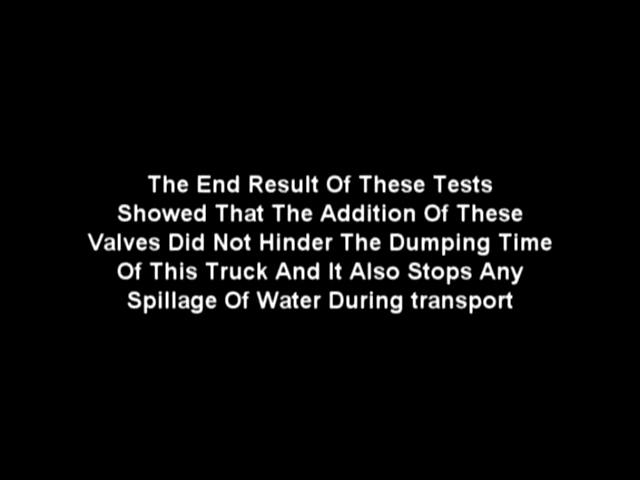 The End Result Of These Tests
Showed That The Addition Of These
Valves Did Not Hinder The Dumping Time
Of This Truck And It Also Stops Any
Spillage Of Water During transport